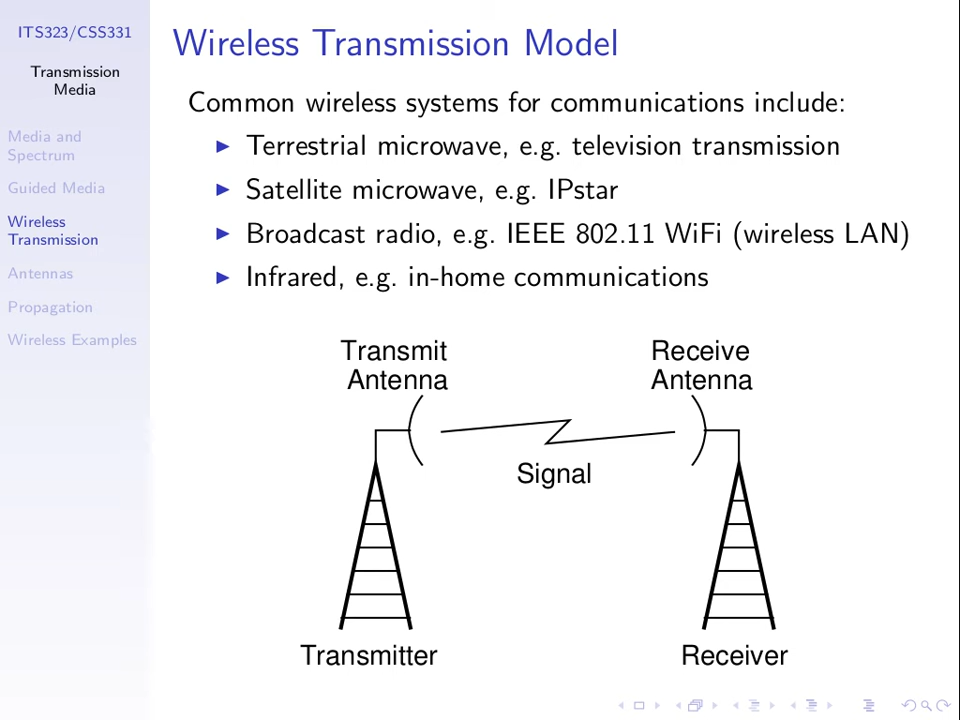 ITS323/CSS331
Transmission
Media
Media and
Spectrum
Guided Media
Wireless
Transmission
Antennas
Propagation
Wireless Examples
Wireless Transmission Model
Common wireless systems for communications include:
Terrestrial microwave, e.g. television transmission
Satellite microwave, e.g. IPstar
Broadcast radio, e.g. IEEE 802.11 WiFi (wireless LAN)
Infrared, e.g. in-home communications
Transmit
Antenna
Receive
Antenna
Signal
Transmitter
Receiver